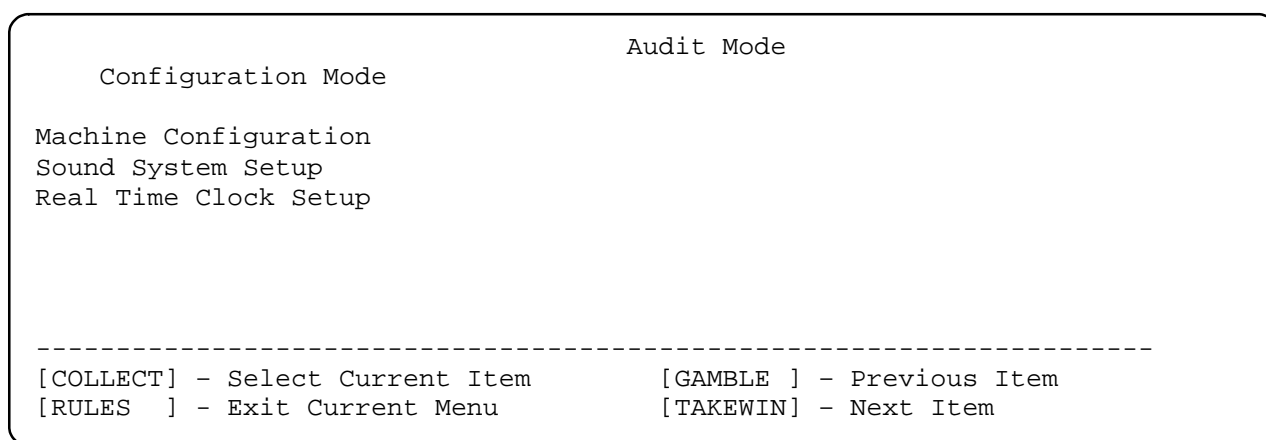 Audit Mode
Configuration Mode
Machine Configuration
Sound System Setup
Real Time Clock Setup
-----------------------------------------------------------------------
[COLLECT] – Select Current Item [GAMBLE ] – Previous Item
[RULES  ] – Exit Current Menu [TAKEWIN] – Next Item